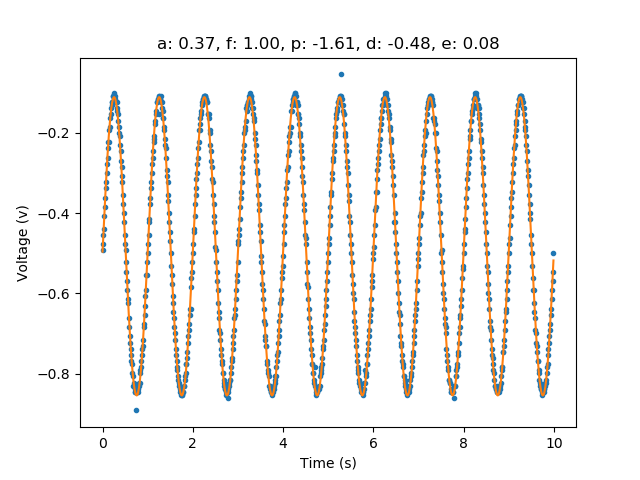 a: 0.37, f: 1.00, p: -1.61, d: -0.48, e: 0.08
−0.2
−0.4
−0.6
−0.8
Voltage (v)
0 2 4 6 8 10
Time (s)